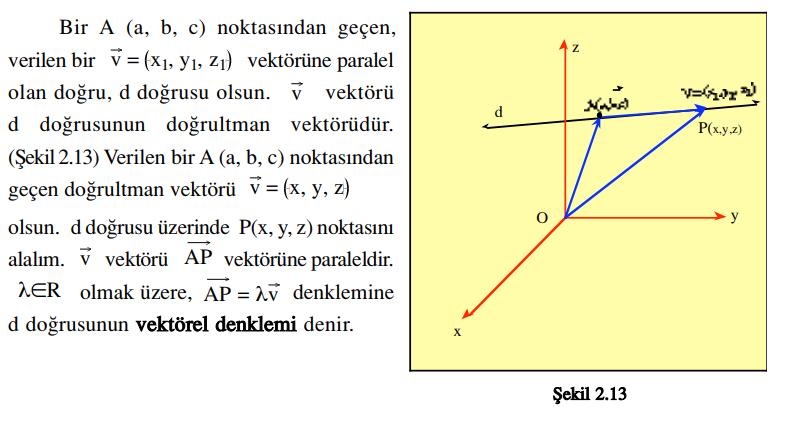 Bir A (a, b, c) noktasından geçen,
verilen bir v⃗ = (x₁, y₁, z₁) vektörüne paralel
olan doğru, d doğrusu olsun. v⃗ vektörü
d doğrusunun doğrultman vektörüdür.
(Şekil 2.13) Verilen bir A (a, b, c) noktasından
geçen doğrultman vektörü v⃗ = (x, y, z)
olsun. d doğrusu üzerinde P(x, y, z) noktasını
alalım. v⃗ vektörü AP⃗ vektörüne paraleldir.
λ∈R olmak üzere, AP⃗ = λv⃗ denklemine
d doğrusunun vektörel denklemi denir.
z
d
P(x,y,z)
O
y
x
Şekil 2.13